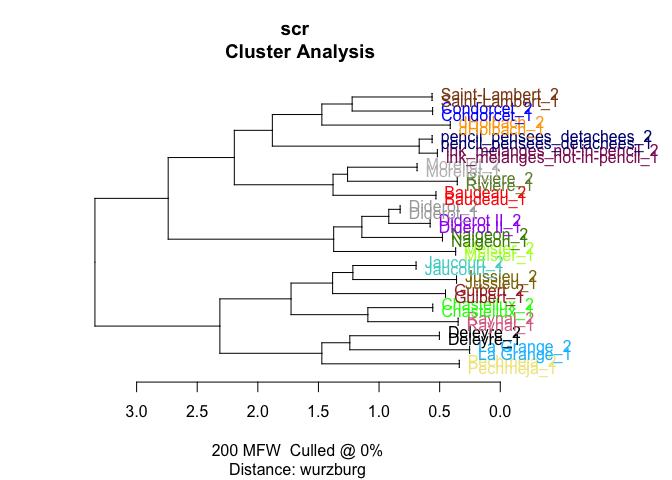 scr
Cluster Analysis
Saint-Lambert_2
Saint-Lambert_1
Condorcet_2
Condorcet_1
dholbach_2
dholbach_1
pencil_pensees_detachees_2
pencil_pensees_detachees_1
ink_melanges_not-in-pencil_2
ink_melanges_not-in-pencil_1
Morellet_2
Morellet_1
Riviere_2
Riviere_1
Baudeau_2
Baudeau_1
Diderot_2
Diderot_1
Diderot II_2
Diderot II_1
Naigeon_2
Naigeon_1
Meister_2
Meister_1
Jaucourt_2
Jaucourt_1
Jussieu_2
Jussieu_1
Guibert_2
Guibert_1
Chastellux_2
Chastellux_1
Raynal_2
Raynal_1
Deleyre_2
Deleyre_1
La Grange_2
La Grange_1
Pechmeja_2
Pechmeja_1
3.0 2.5 2.0 1.5 1.0 0.5 0.0
200 MFW Culled @ 0%
Distance: wurzburg